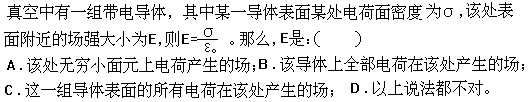 真空中有一组带电导体，其中某一导体表面某处电荷面密度为σ,该处表
面附近的场强大小为E,则E=σ/ε₀。那么,E是:（　　）
A.该处无穷小面元上电荷产生的场;B.该导体上全部电荷在该处产生的场;
C.这一组导体表面的所有电荷在该处产生的场; D.以上说法都不对。